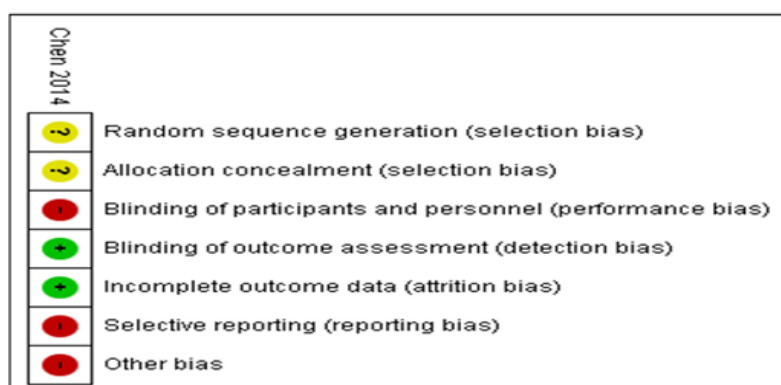 Chen 2014
? Random sequence generation (selection bias)
? Allocation concealment (selection bias)
- Blinding of participants and personnel (performance bias)
+ Blinding of outcome assessment (detection bias)
+ Incomplete outcome data (attrition bias)
- Selective reporting (reporting bias)
- Other bias